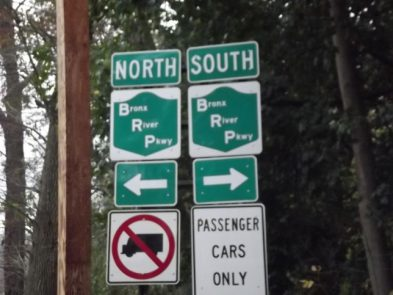 NORTH
SOUTH
Bronx
River
Pkwy
Bronx
River
Pkwy
PASSENGER
CARS
ONLY